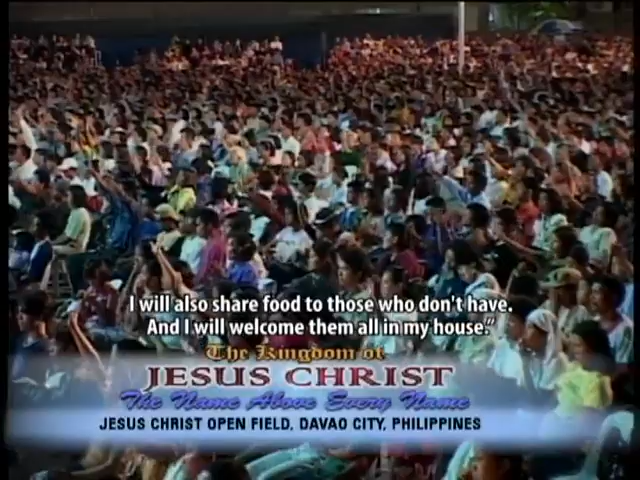 I will also share food to those who don't have.
And I will welcome them all in my house."
The Kingdom of
JESUS CHRIST
The Name Above Every Name
JESUS CHRIST OPEN FIELD, DAVAO CITY, PHILIPPINES